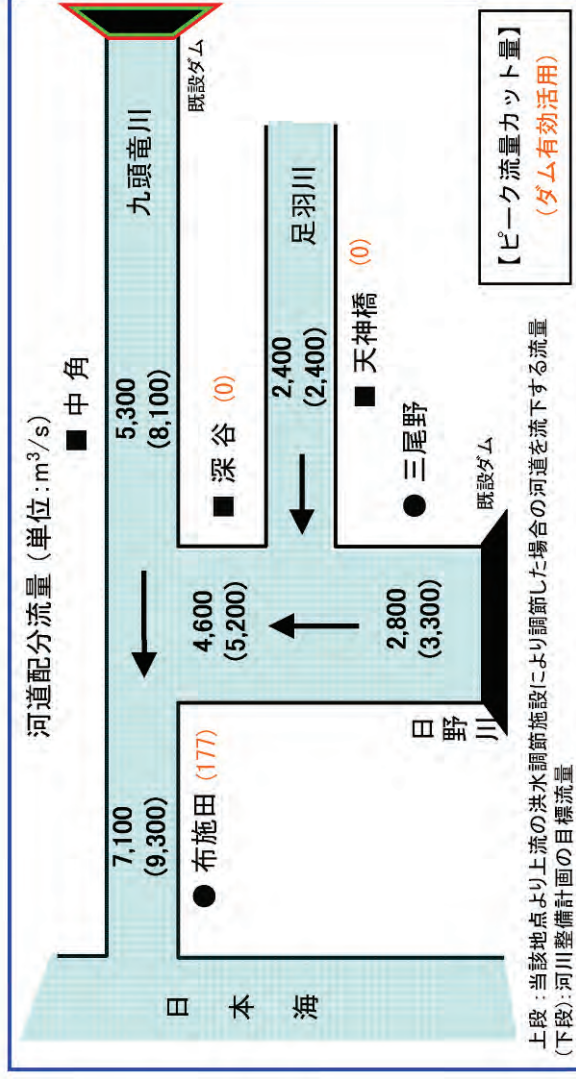 河道配分流量 (単位:m³/s)
■中角
5,300
(8,100)
九頭竜川
既設ダム
7,100
(9,300)
●布施田 (177)
日本海
■深谷 (0)
4,600
(5,200)
2,400
(2,400)
足羽川
■天神橋 (0)
2,800
(3,300)
●三尾野
日野川
既設ダム
【ピーク流量カット量】
(ダム有効活用)
上段:当該地点より上流の洪水調節施設により調節した場合の河道を流下する流量
(下段):河川整備計画の目標流量